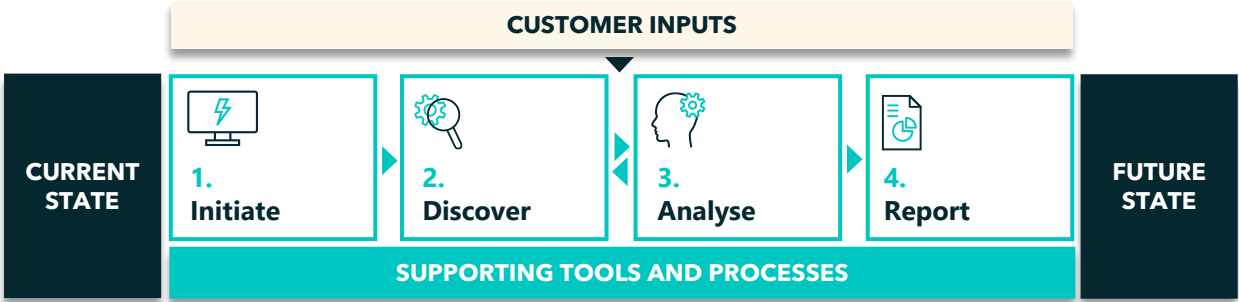 CUSTOMER INPUTS
CURRENT
STATE
1.
Initiate
2.
Discover
3.
Analyse
4.
Report
FUTURE
STATE
SUPPORTING TOOLS AND PROCESSES